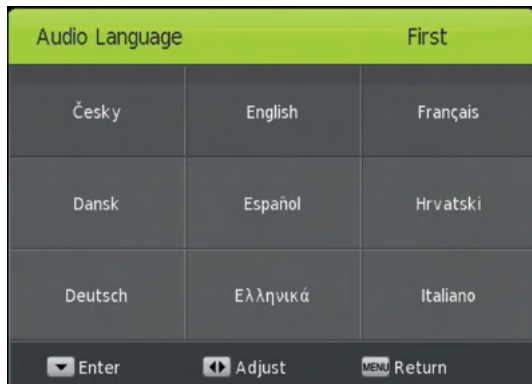 Audio Language First
Česky English Français
Dansk Español Hrvatski
Deutsch Ελληνικά Italiano
Enter Adjust MENU Return